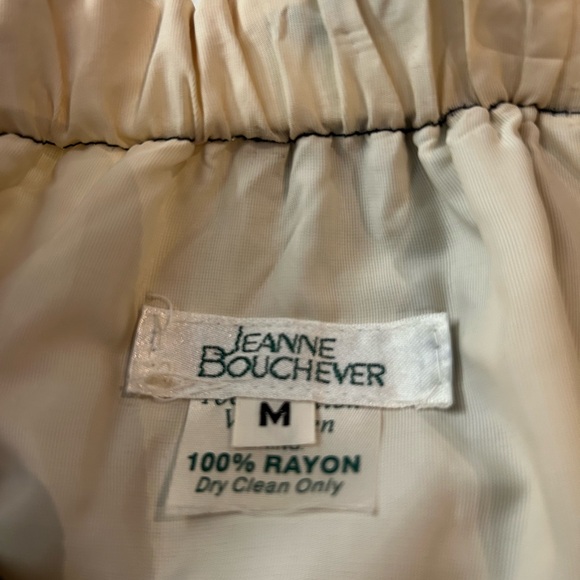 JEANNE
BOUCHEVER
M
100% RAYON
Dry Clean Only